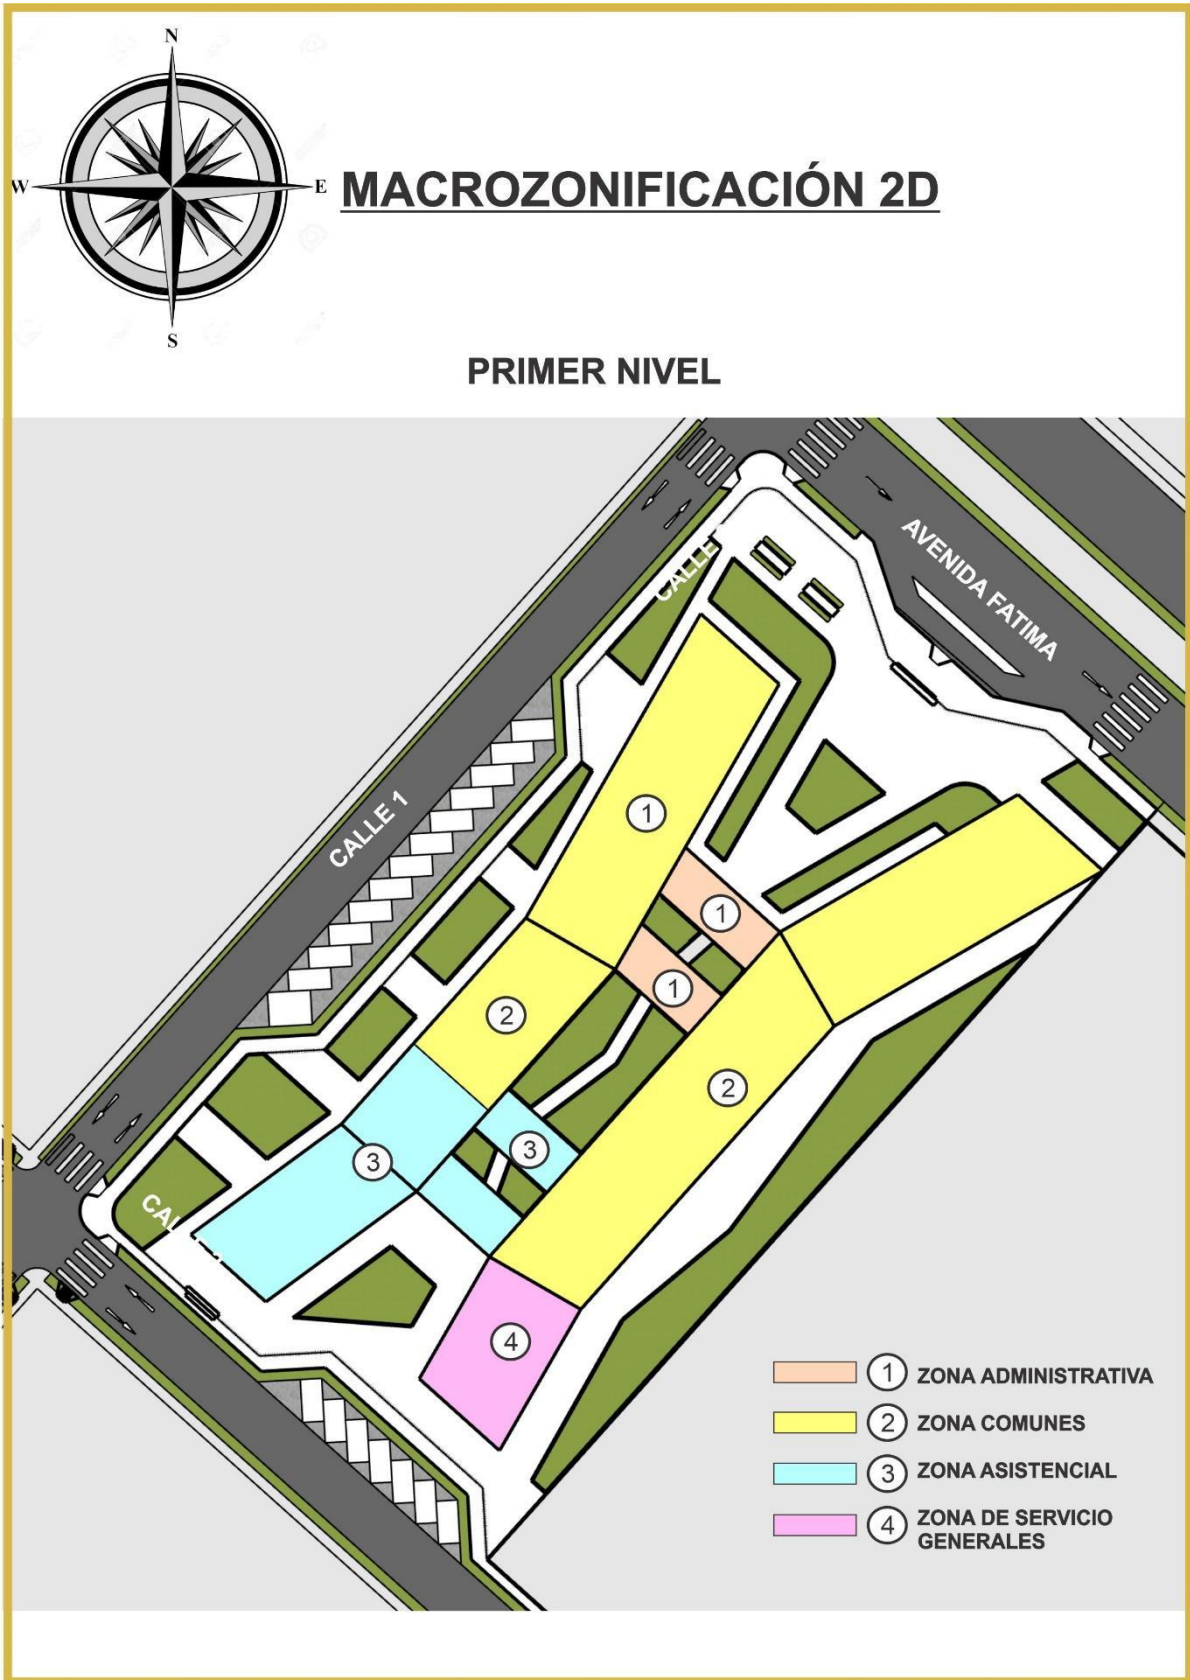 N
W
E
MACROZONIFICACIÓN 2D
S
PRIMER NIVEL
CALLE
AVENIDA FATIMA
1
CALLE 1
1
1
2
2
3
3
4
1 ZONA ADMINISTRATIVA
2 ZONA COMUNES
3 ZONA ASISTENCIAL
4 ZONA DE SERVICIO
GENERALES